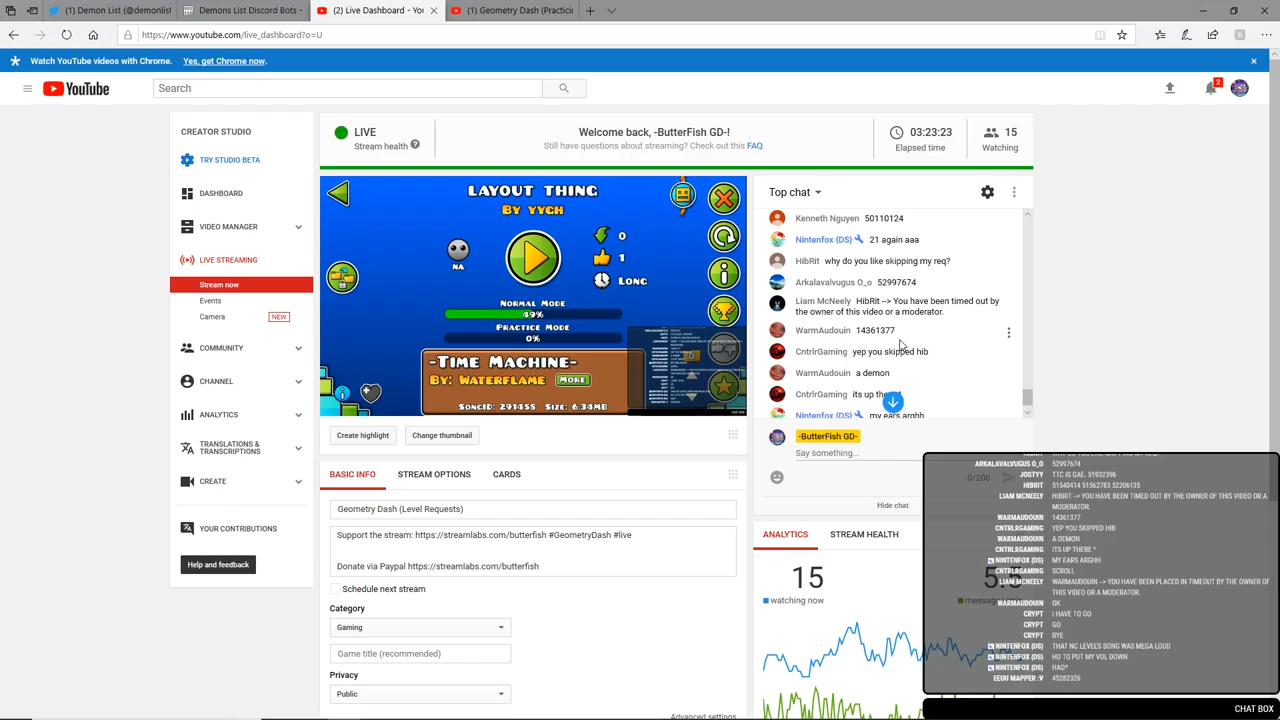 (1) Demon List (@demonlist
Demons List Discord Bots -
(2) Live Dashboard - Yo
(1) Geometry Dash (Practici
https://www.youtube.com/live_dashboard?o=U
Watch YouTube videos with Chrome. Yes, get Chrome now.
YouTube
Search
2
CREATOR STUDIO
TRY STUDIO BETA
DASHBOARD
VIDEO MANAGER
LIVE STREAMING
Stream now
Events
Camera
NEW
COMMUNITY
CHANNEL
ANALYTICS
TRANSLATIONS &
TRANSCRIPTIONS
CREATE
YOUR CONTRIBUTIONS
Help and feedback
LIVE
Stream health
Welcome back, -ButterFish GD-!
Still have questions about streaming? Check out this FAQ.
03:23:23
Elapsed time
15
Watching
LAYOUT THING
BY YYGH
NA
0
1
LONG
NORMAL MODE
49%
PRACTICE MODE
0%
-TIME MACHINE-
BY: WATERFLAME
MORE
SONGID: 291455 SIZE: 6.34MB
Create highlight
Change thumbnail
BASIC INFO
STREAM OPTIONS
CARDS
Geometry Dash (Level Requests)
Support the stream: https://streamlabs.com/butterfish #GeometryDash #live
Donate via Paypal https://streamlabs.com/butterfish
Schedule next stream
Category
Gaming
Game title (recommended)
Privacy
Public
Advanced settings
Top chat
Kenneth Nguyen 50110124
Nintenfox {DS} 21 again aaa
HibRit why do you like skipping my req?
Arkalavalvugus O_o 52997674
Liam McNeely HibRit --> You have been timed out by
the owner of this video or a moderator.
WarmAudouin 14361377
CntrlrGaming yep you skipped hib
WarmAudouin a demon
CntrlrGaming its up the
Nintenfox {DS} my ears arghh
-ButterFish GD-
Say something...
0/200
Hide chat
ANALYTICS
STREAM HEALTH
15
watching now
5.5
ARKALAVALVUGUS O_O 52997674
JOSTYY TTC IS GAE. 51932396
HIBRIT 51540414 51562783 52206135
LIAM MCNEELY HIBRIT --> YOU HAVE BEEN TIMED OUT BY THE OWNER OF THIS VIDEO OR A
MODERATOR.
WARMAUDOUIN 14361377
CNTRLRGAMING YEP YOU SKIPPED HIB
WARMAUDOUIN A DEMON
CNTRLRGAMING ITS UP THERE *
NINTENFOX {DS} MY EARS ARGHH
CNTRLRGAMING SCROLL
LIAM MCNEELY WARMAUDOUIN --> YOU HAVE BEEN PLACED IN TIMEOUT BY THE OWNER OF
THIS VIDEO OR A MODERATOR.
WARMAUDOUIN OK
CRYPT I HAVE TO GO
CRYPT GO
CRYPT BYE
NINTENFOX {DS} THAT NC LEVEL'S SONG WAS MEGA LOUD
NINTENFOX {DS} HD TO PUT MY VOL DOWN
NINTENFOX {DS} HAD*
EEUU MAPPER :V 45282326
CHAT BOX